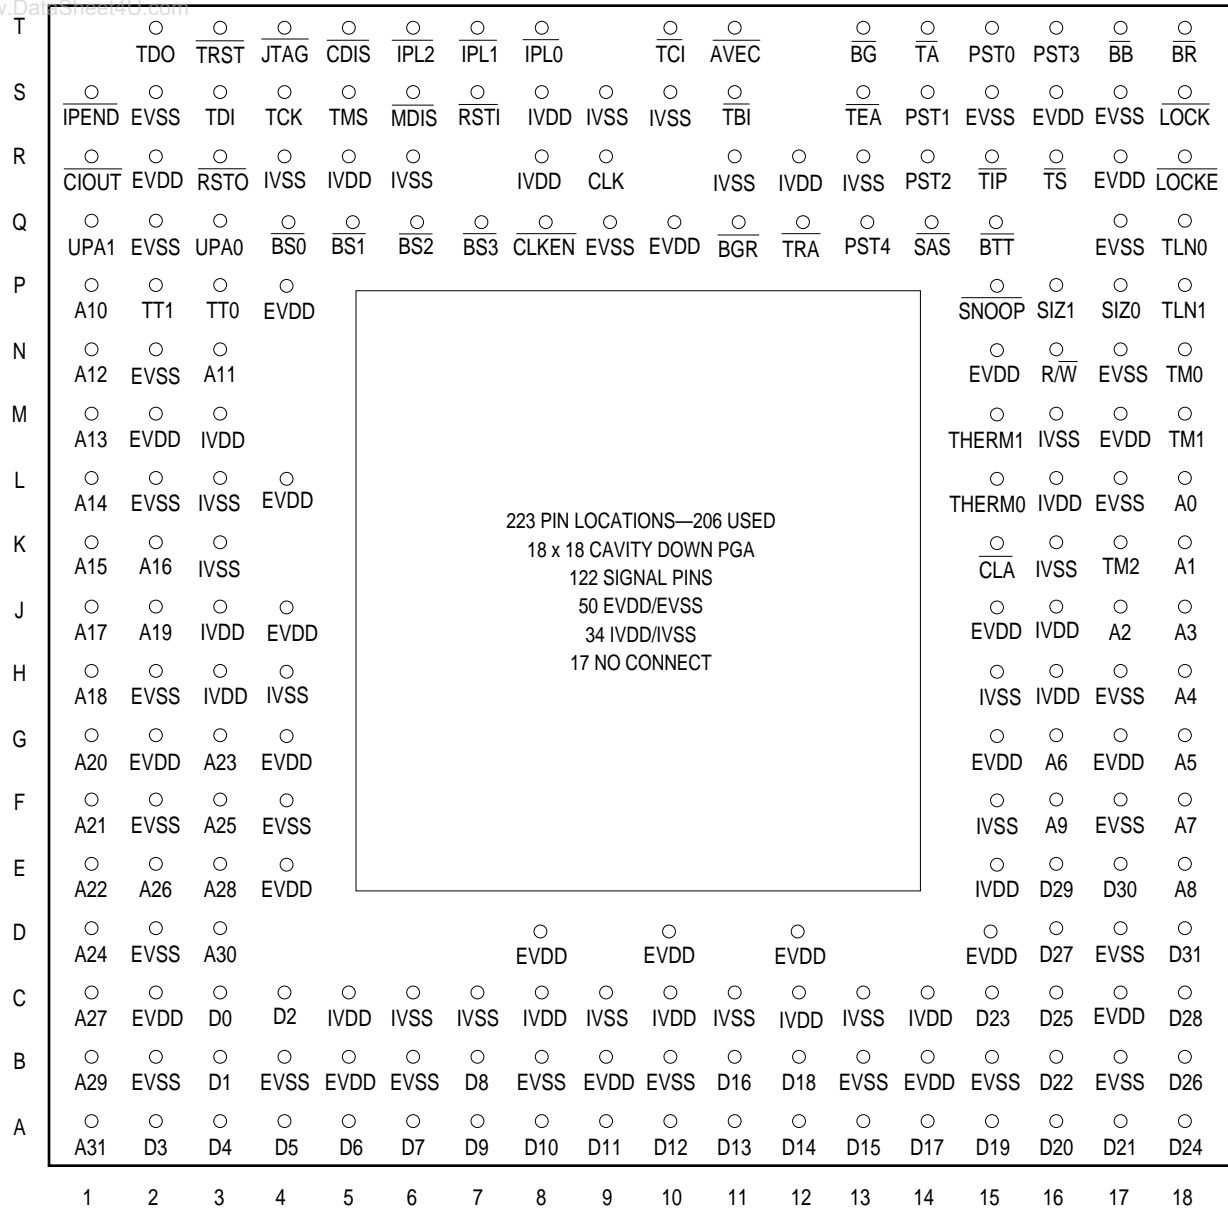 w.DataSheet4U.com
T
TDO TRST JTAG CDIS IPL2 IPL1 IPL0 TCI AVEC BG TA PST0 PST3 BB BR
S
IPEND EVSS TDI TCK TMS MDIS RSTI IVDD IVSS IVSS TBI TEA PST1 EVSS EVDD EVSS LOCK
R
CIOUT EVDD RSTO IVSS IVDD IVSS IVDD CLK IVSS IVDD IVSS PST2 TIP TS EVDD LOCKE
Q
UPA1 EVSS UPA0 BS0 BS1 BS2 BS3 CLKEN EVSS EVDD BGR TRA PST4 SAS BTT EVSS TLN0
P
A10 TT1 TT0 EVDD SNOOP SIZ1 SIZ0 TLN1
N
A12 EVSS A11 EVDD R/W EVSS TM0
M
A13 EVDD IVDD THERM1 IVSS EVDD TM1
L
A14 EVSS IVSS EVDD THERM0 IVDD EVSS A0
223 PIN LOCATIONS—206 USED
K
18 x 18 CAVITY DOWN PGA
A15 A16 IVSS CLA IVSS TM2 A1
122 SIGNAL PINS
J
50 EVDD/EVSS
A17 A19 IVDD EVDD EVDD IVDD A2 A3
34 IVDD/IVSS
17 NO CONNECT
H
A18 EVSS IVDD IVSS IVSS IVDD EVSS A4
G
A20 EVDD A23 EVDD EVDD A6 EVDD A5
F
A21 EVSS A25 EVSS IVSS A9 EVSS A7
E
A22 A26 A28 EVDD IVDD D29 D30 A8
D
A24 EVSS A30 EVDD EVDD EVDD EVDD D27 EVSS D31
C
A27 EVDD D0 D2 IVDD IVSS IVSS IVDD IVSS IVDD IVSS IVDD IVSS IVDD D23 D25 EVDD D28
B
A29 EVSS D1 EVSS EVDD EVSS D8 EVSS EVDD EVSS D16 D18 EVSS EVDD EVSS D22 EVSS D26
A
A31 D3 D4 D5 D6 D7 D9 D10 D11 D12 D13 D14 D15 D17 D19 D20 D21 D24
1 2 3 4 5 6 7 8 9 10 11 12 13 14 15 16 17 18